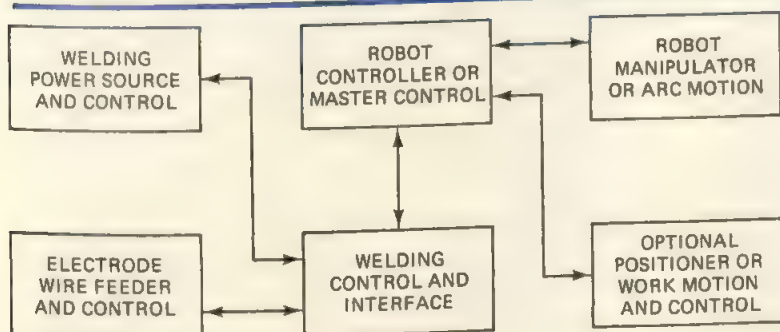 WELDING
POWER SOURCE
AND CONTROL
ROBOT
CONTROLLER OR
MASTER CONTROL
ROBOT
MANIPULATOR
OR ARC MOTION
ELECTRODE
WIRE FEEDER
AND CONTROL
WELDING
CONTROL AND
INTERFACE
OPTIONAL
POSITIONER OR
WORK MOTION
AND CONTROL